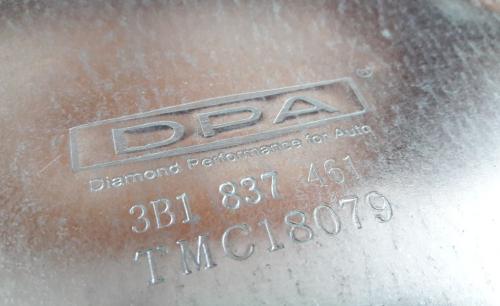 DPA®
Diamond Performance for Auto
3B1 837 461
TMC18079